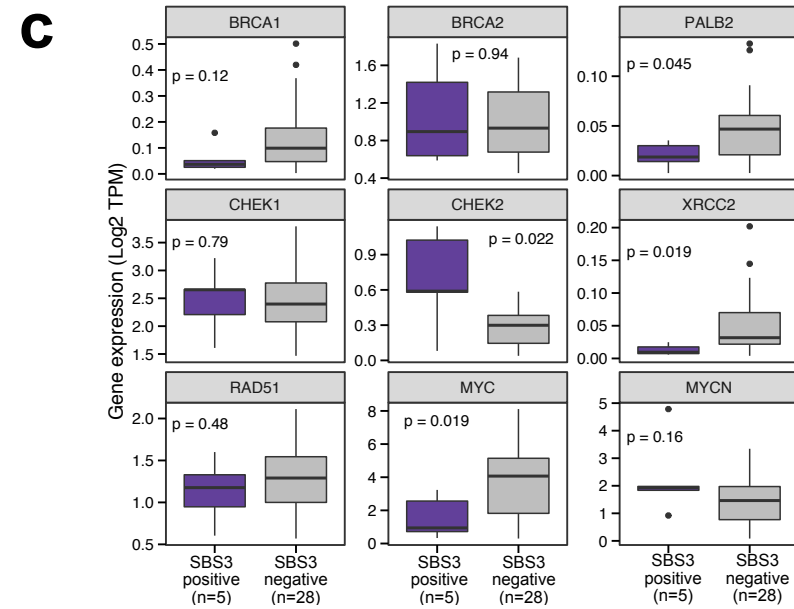 c
Gene expression (Log2 TPM)
BRCA1
0.5
0.4
0.3
0.2
0.1
0.0
p = 0.12
BRCA2
1.6
1.2
0.8
0.4
p = 0.94
PALB2
0.10
0.05
0.00
p = 0.045
CHEK1
3.5
3.0
2.5
2.0
1.5
p = 0.79
CHEK2
0.9
0.6
0.3
0.0
p = 0.022
XRCC2
0.20
0.15
0.10
0.05
0.00
p = 0.019
RAD51
2.0
1.5
1.0
0.5
p = 0.48
MYC
8
6
4
2
0
p = 0.019
MYCN
5
4
3
2
1
0
p = 0.16
SBS3
positive
(n=5)
SBS3
negative
(n=28)
SBS3
positive
(n=5)
SBS3
negative
(n=28)
SBS3
positive
(n=5)
SBS3
negative
(n=28)